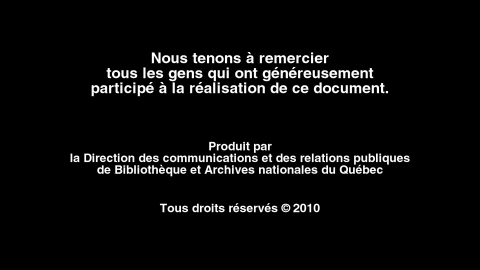 Nous tenons à remercier
tous les gens qui ont généreusement
participé à la réalisation de ce document.
Produit par
la Direction des communications et des relations publiques
de Bibliothèque et Archives nationales du Québec
Tous droits réservés © 2010